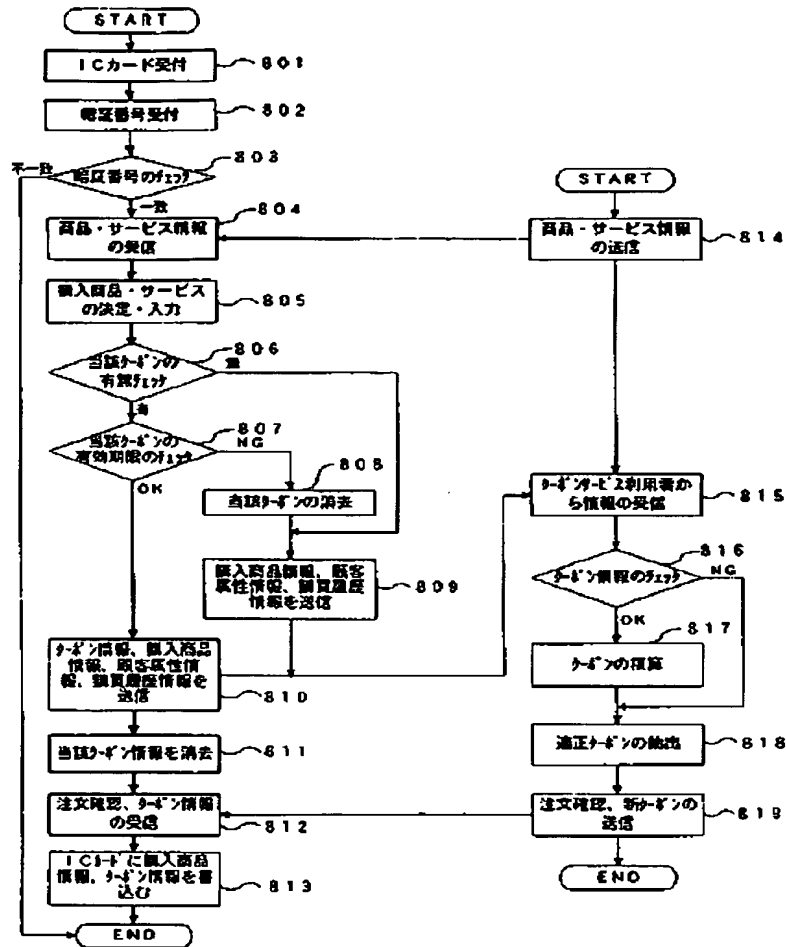 START
ICカード受付
801
暗証番号受付
802
803
不一致
暗証番号のチェック
一致
804
商品・サービス情報
の受信
購入商品・サービス
の決定・入力
805
806
当該クーポンの
有無チェック
無
有
807
当該クーポンの
有効期限のチェック
NG
OK
808
当該クーポンの消去
購入商品情報、顧客
属性情報、購買履歴
情報を送信
809
クーポン情報、購入商品
情報、顧客属性情
報、購買履歴情報を
送信
810
当該クーポン情報を消去
811
注文確認、クーポン情報
の受信
812
ICカードに購入商品
情報、クーポン情報を書
込む
813
END
START
商品・サービス情報
の送信
814
クーポンサービス利用者か
ら情報の受信
815
816
クーポン情報のチェック
NG
OK
817
クーポンの
適正クーポンの抽出
818
注文確認、新クーポンの
送信
819
END